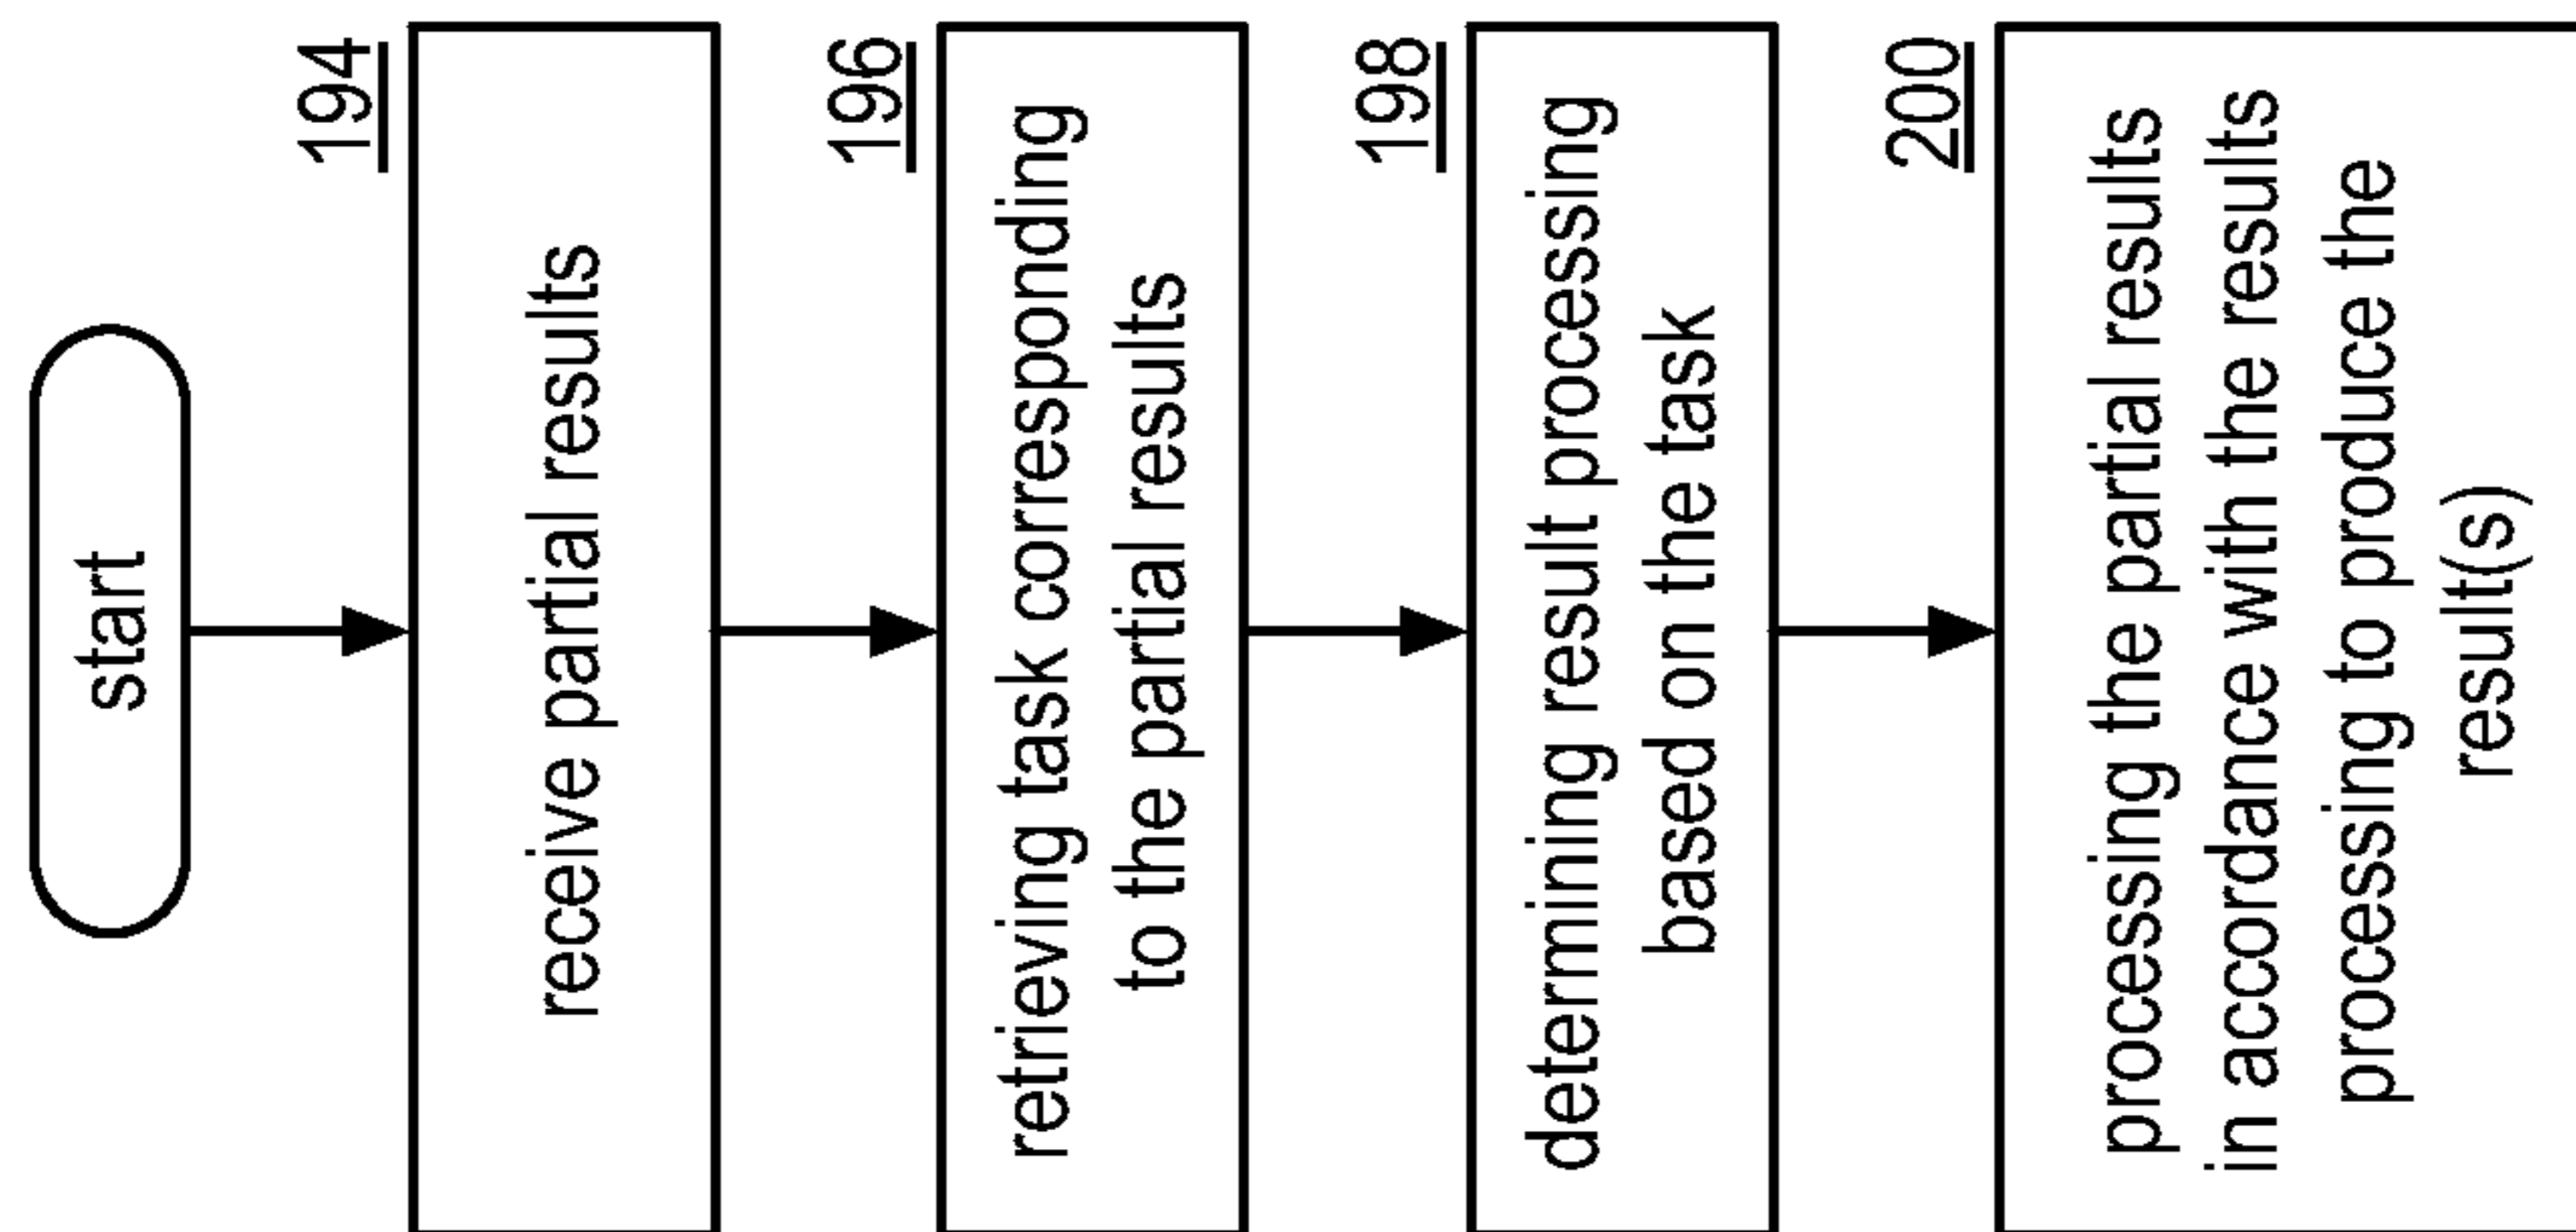 start
194
receive partial results
196
retrieving task corresponding
to the partial results
198
determining result processing
based on the task
200
processing the partial results
in accordance with the results
processing to produce the
result(s)